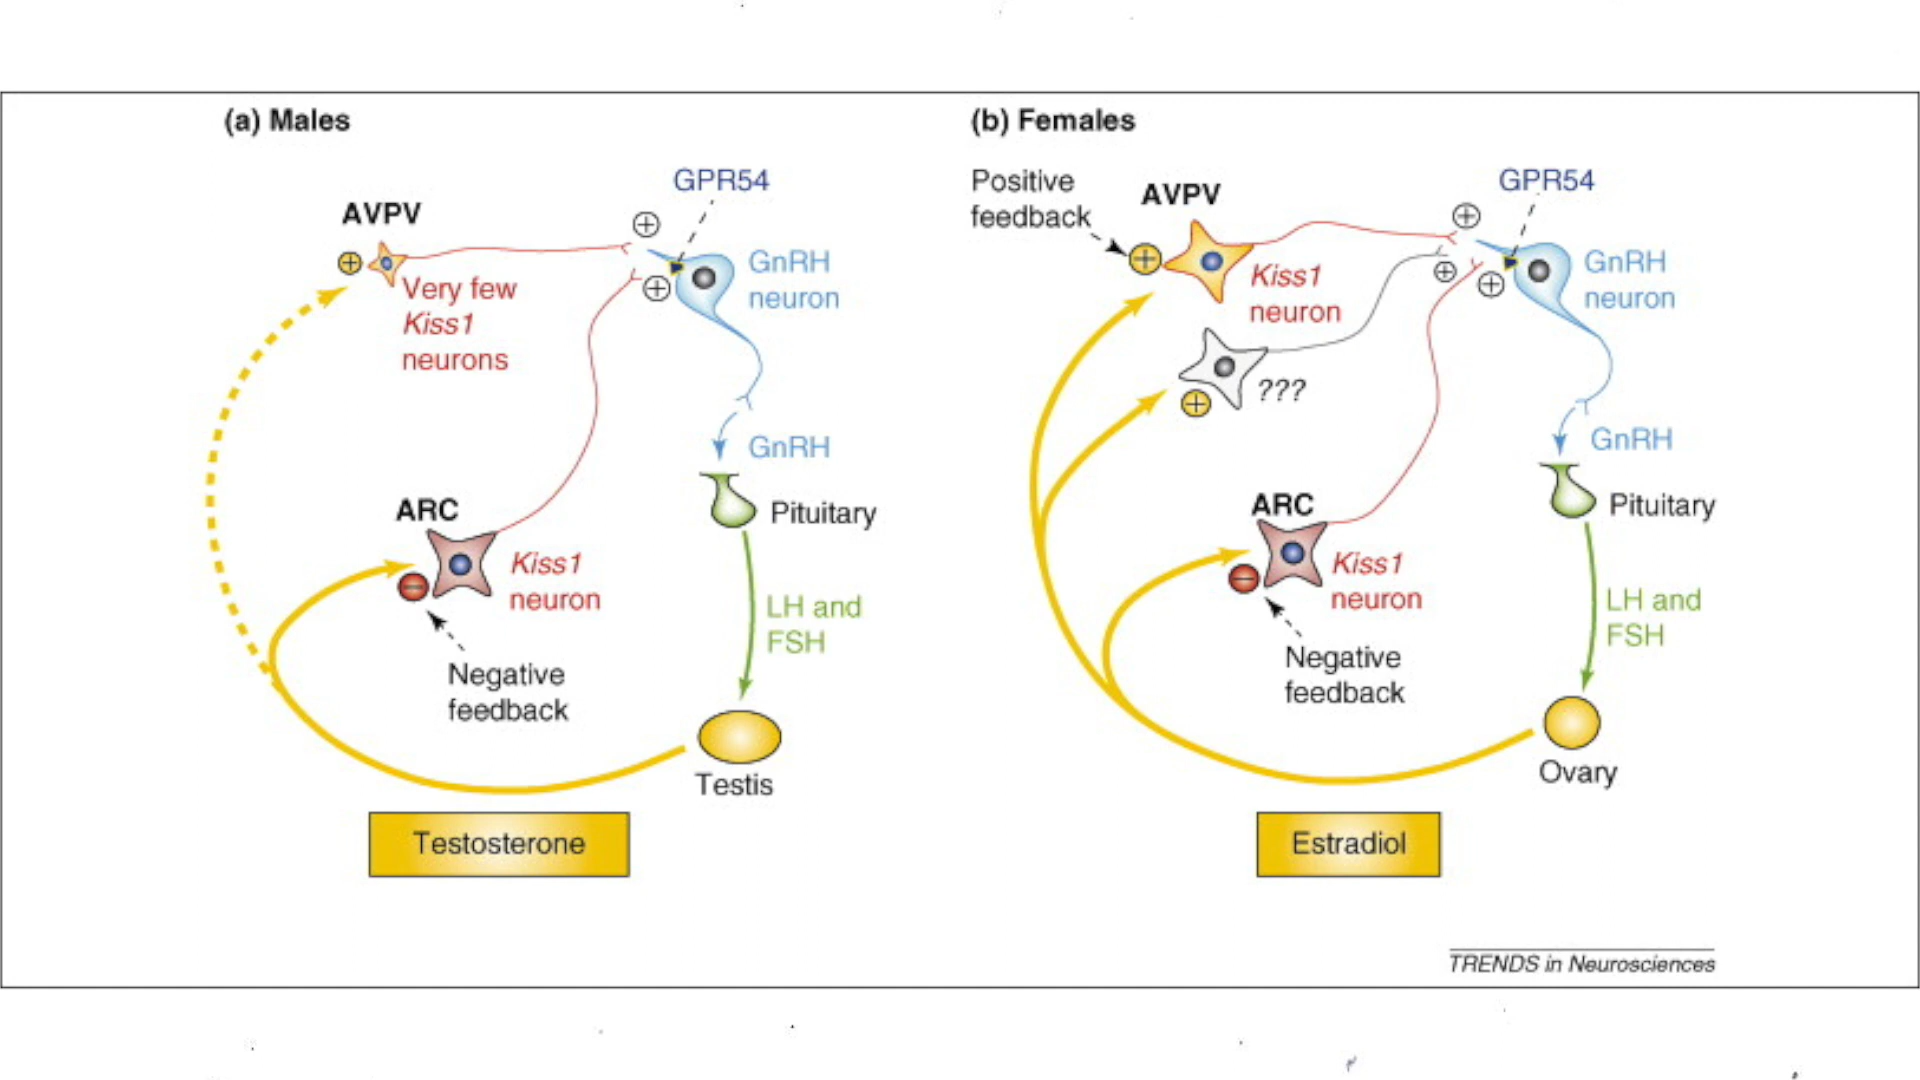 (a) Males
GPR54
AVPV
GnRH
neuron
Very few
Kiss1
neurons
GnRH
ARC
Pituitary
Kiss1
neuron
LH and
FSH
Negative
feedback
Testis
Testosterone
(b) Females
Positive
feedback
AVPV
GPR54
GnRH
neuron
Kiss1
neuron
???
GnRH
ARC
Pituitary
Kiss1
neuron
LH and
FSH
Negative
feedback
Ovary
Estradiol
TRENDS in Neurosciences